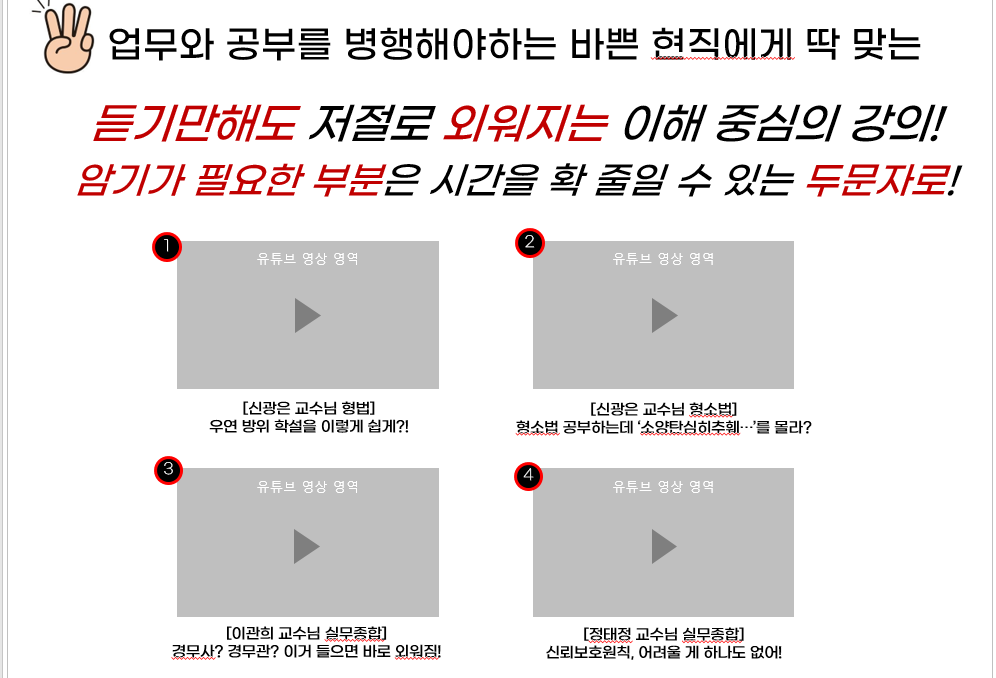 업무와 공부를 병행해야하는 바쁜 현직에게 딱 맞는
듣기만해도 저절로 외워지는 이해 중심의 강의!
암기가 필요한 부분은 시간을 확 줄일 수 있는 두문자로!
1
유튜브 영상 영역
[신광은 교수님 형법]
우연 방위 학설을 이렇게 쉽게?!
2
유튜브 영상 영역
[신광은 교수님 형소법]
형소법 공부하는데 ‘소양탄심히추훼…’를 몰라?
3
유튜브 영상 영역
[이관희 교수님 실무종합]
경무사? 경무관? 이거 들으면 바로 외워짐!
4
유튜브 영상 영역
[정태정 교수님 실무종합]
신뢰보호원칙, 어려울 게 하나도 없어!